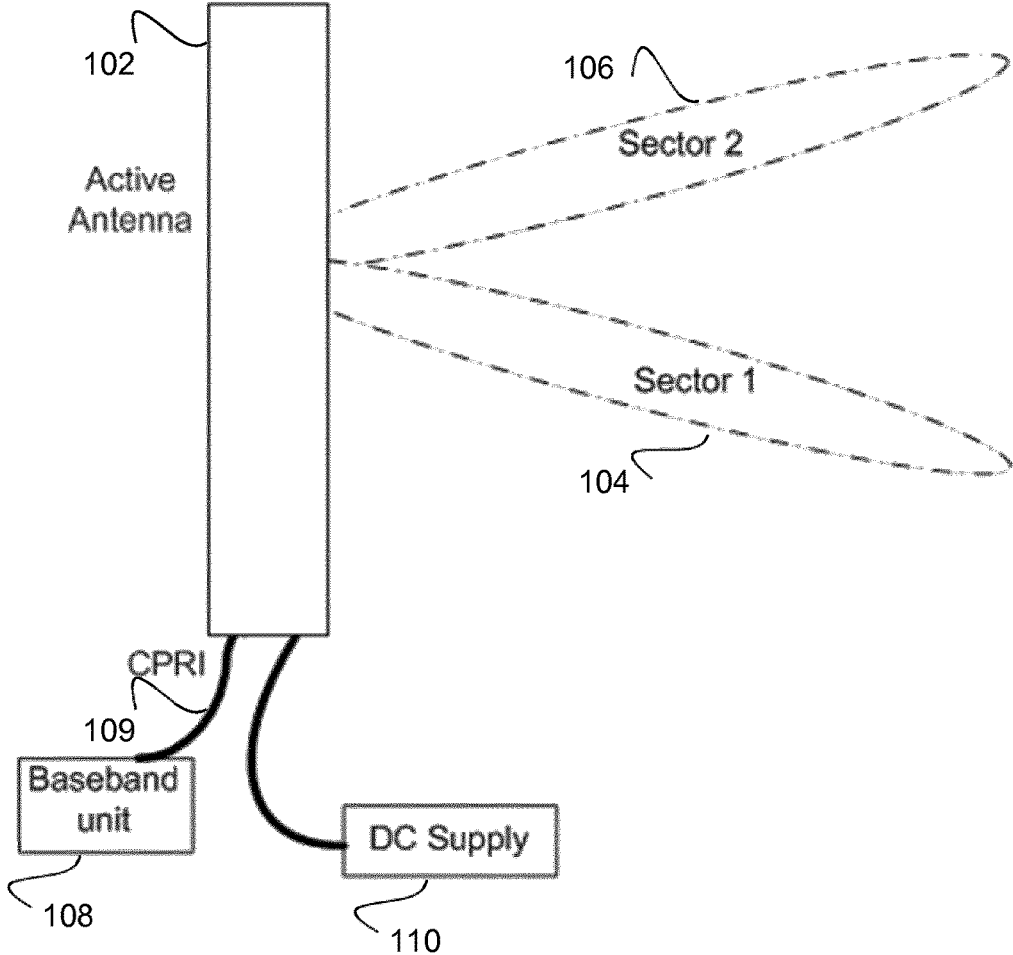 102
106
Sector 2
Active
Antenna
Sector 1
104
CPRI
109
Baseband
unit
DC Supply
108
110